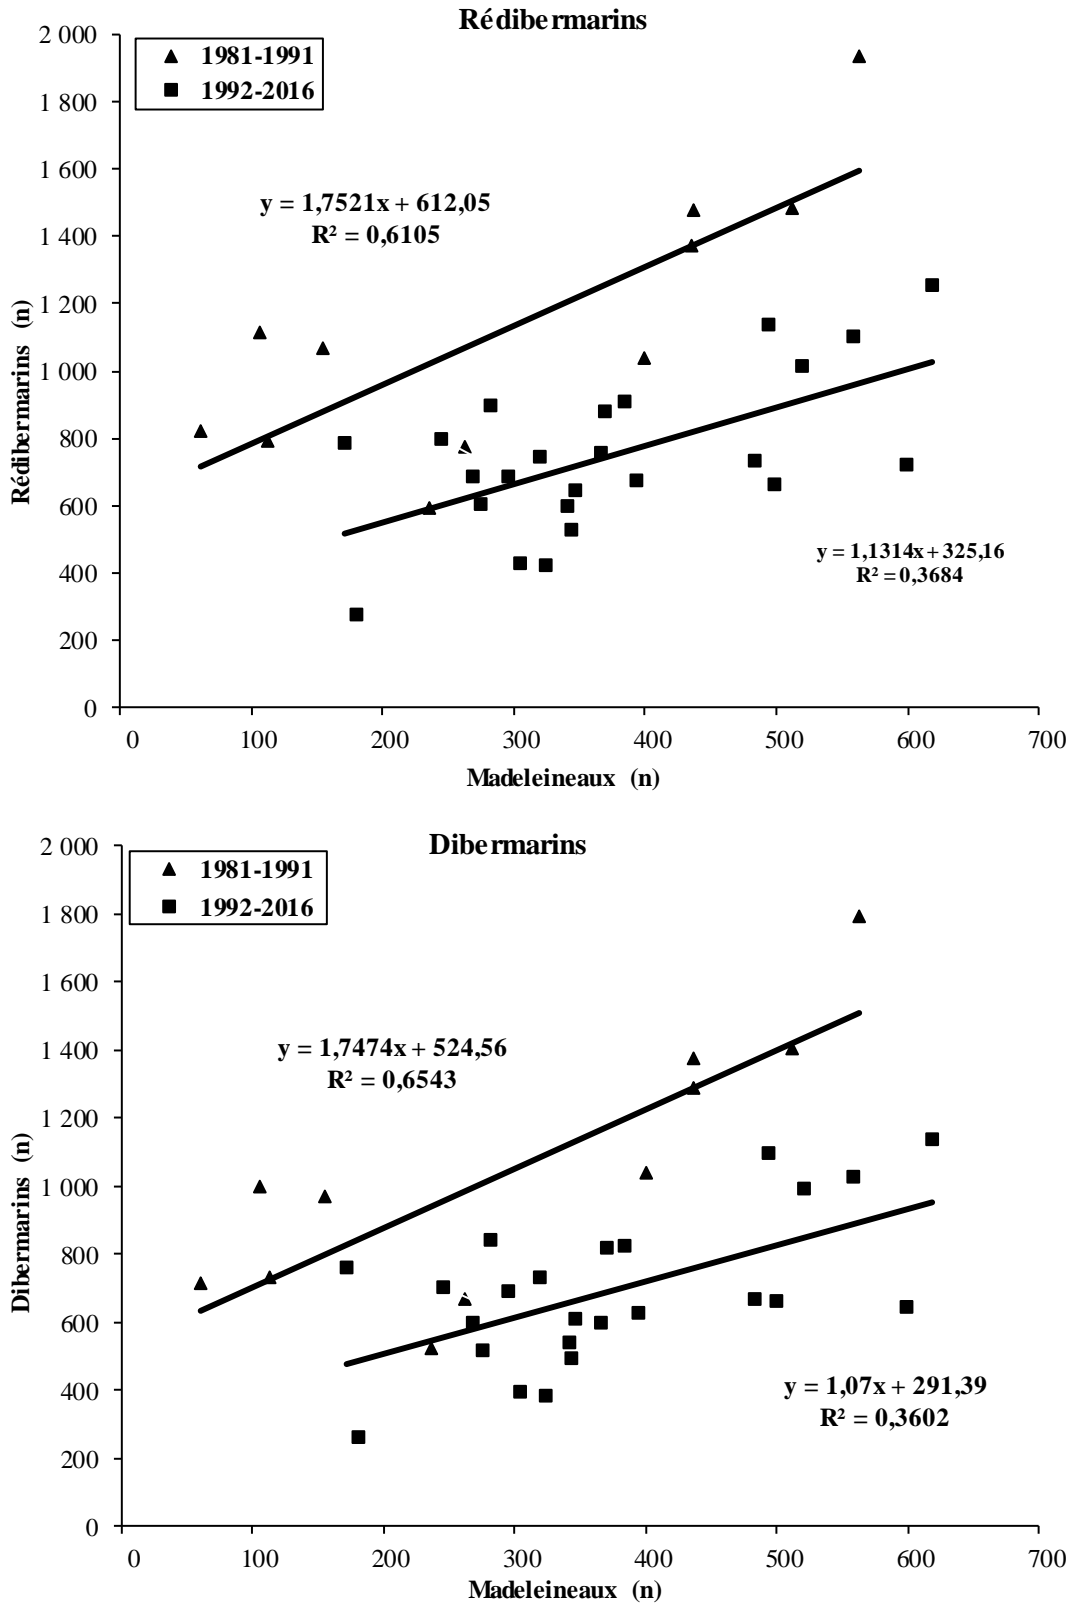 Rédibermarins
2 000
1 800
1 600
1 400
1 200
1 000
800
600
400
200
0
1981-1991
1992-2016
y = 1,7521x + 612,05
R² = 0,6105
y = 1,1314x + 325,16
R² = 0,3684
Rédibermarins (n)
0 100 200 300 400 500 600 700
Madeleineaux (n)
Dibermarins
2 000
1 800
1 600
1 400
1 200
1 000
800
600
400
200
0
1981-1991
1992-2016
y = 1,7474x + 524,56
R² = 0,6543
y = 1,07x + 291,39
R² = 0,3602
Dibermarins (n)
0 100 200 300 400 500 600 700
Madeleineaux (n)